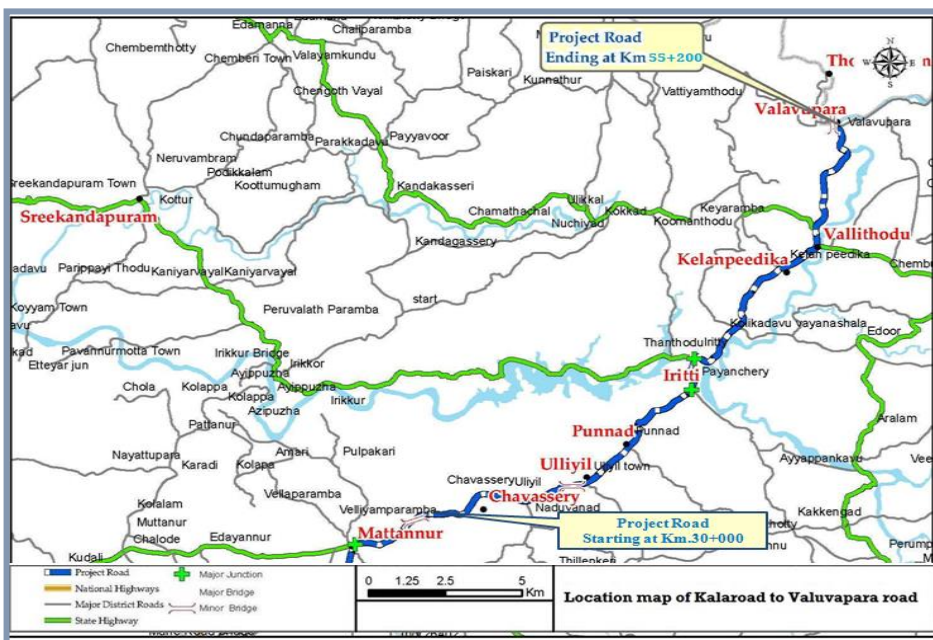 Edamanna
Chaliparamba
Chembemthotty
Chemberi Town
Valayamkundu
Project Road
Ending at Km 55+200
Paiskari
Kunnathur
Chengoth Vayal
Vattiyamthodu
Valavupara
Valavupara
Chundaparamba
Parakkadavu
Payyavoor
Neruvambram
Podikkalam
Koottumugham
Sreekandapuram Town
Kottur
Kandakasseri
Sreekandapuram
Chamathachal
Ulikkal
Nuchiyad
Kokkad
Koomanthodu
Keyaramba
Vallithodu
Kandagassery
Kelanpeedika
Kelan peedika
Parippayi Thodu
Kaniyarvayal
Kaniyarvayal
start
Koyyam Town
Peruvalath Paramba
Kolikadavu
vayanashala
Edoor
Pavannurmotta Town
Etteyar jun
Irikkur Bridge
Irikkor
Thanthodu
Iritty
Ayippuzha
Iritti
Payanchery
Chola
Kolappa
Kolappa
Ayippuzha
Irikkur
Azipuzha
Pattanur
Aralam
Punnad
Punnad
Nayattupara
Karadi
Kolapa
Amari
Pulpakari
Ayyappankavu
Ulliyil
Uliyil town
Chavassery
Uliyil
Vellaparamba
Chavassery
Naduvanad
Kolalam
Muttanur
Velliyamparamba
Kakkengad
Chalode
Edayannur
Mattannur
Project Road
Starting at Km.30+000
Kudali
Thillenkeri
Project Road
National Highways
Major District Roads
State Highway
Major Junction
Major Bridge
Minor Bridge
0 1.25 2.5 5
Km
Location map of Kalaroad to Valuvapara road